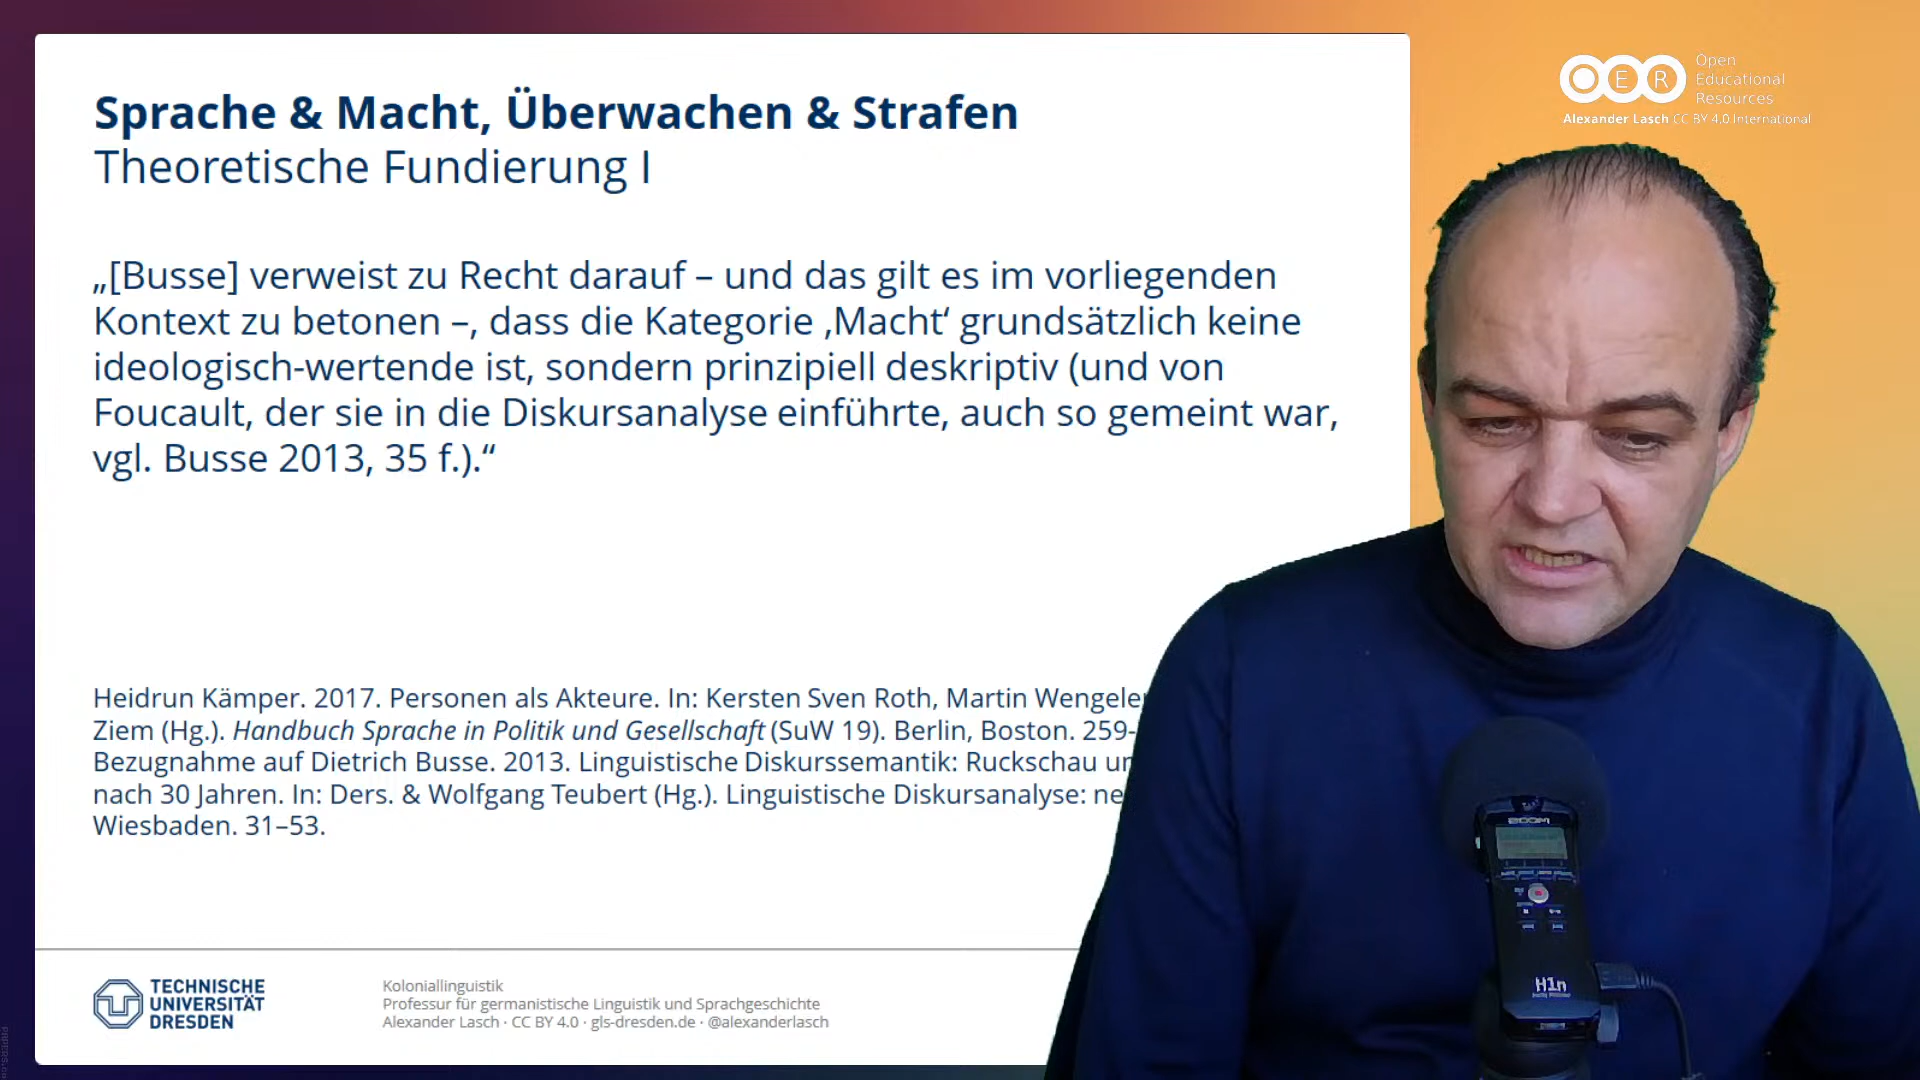 Sprache & Macht, Überwachen & Strafen
Theoretische Fundierung I
„[Busse] verweist zu Recht darauf – und das gilt es im vorliegenden
Kontext zu betonen –, dass die Kategorie ‚Macht‘ grundsätzlich keine
ideologisch-wertende ist, sondern prinzipiell deskriptiv (und von
Foucault, der sie in die Diskursanalyse einführte, auch so gemeint war,
vgl. Busse 2013, 35 f.).“
Heidrun Kämper. 2017. Personen als Akteure. In: Kersten Sven Roth, Martin Wengeler
Ziem (Hg.). Handbuch Sprache in Politik und Gesellschaft (SuW 19). Berlin, Boston. 259-
Bezugnahme auf Dietrich Busse. 2013. Linguistische Diskurssemantik: Ruckschau
nach 30 Jahren. In: Ders. & Wolfgang Teubert (Hg.). Linguistische Diskursanalyse:
Wiesbaden. 31–53.
TECHNISCHE
UNIVERSITÄT
DRESDEN
Koloniallinguistik
Professur für germanistische Linguistik und Sprachgeschichte
Alexander Lasch · CC BY 4.0 · gls-dresden.de · @alexanderlasch
OER
Open
Educational
Resources
Alexander Lasch CC BY 4.0 International
zoom
H1n